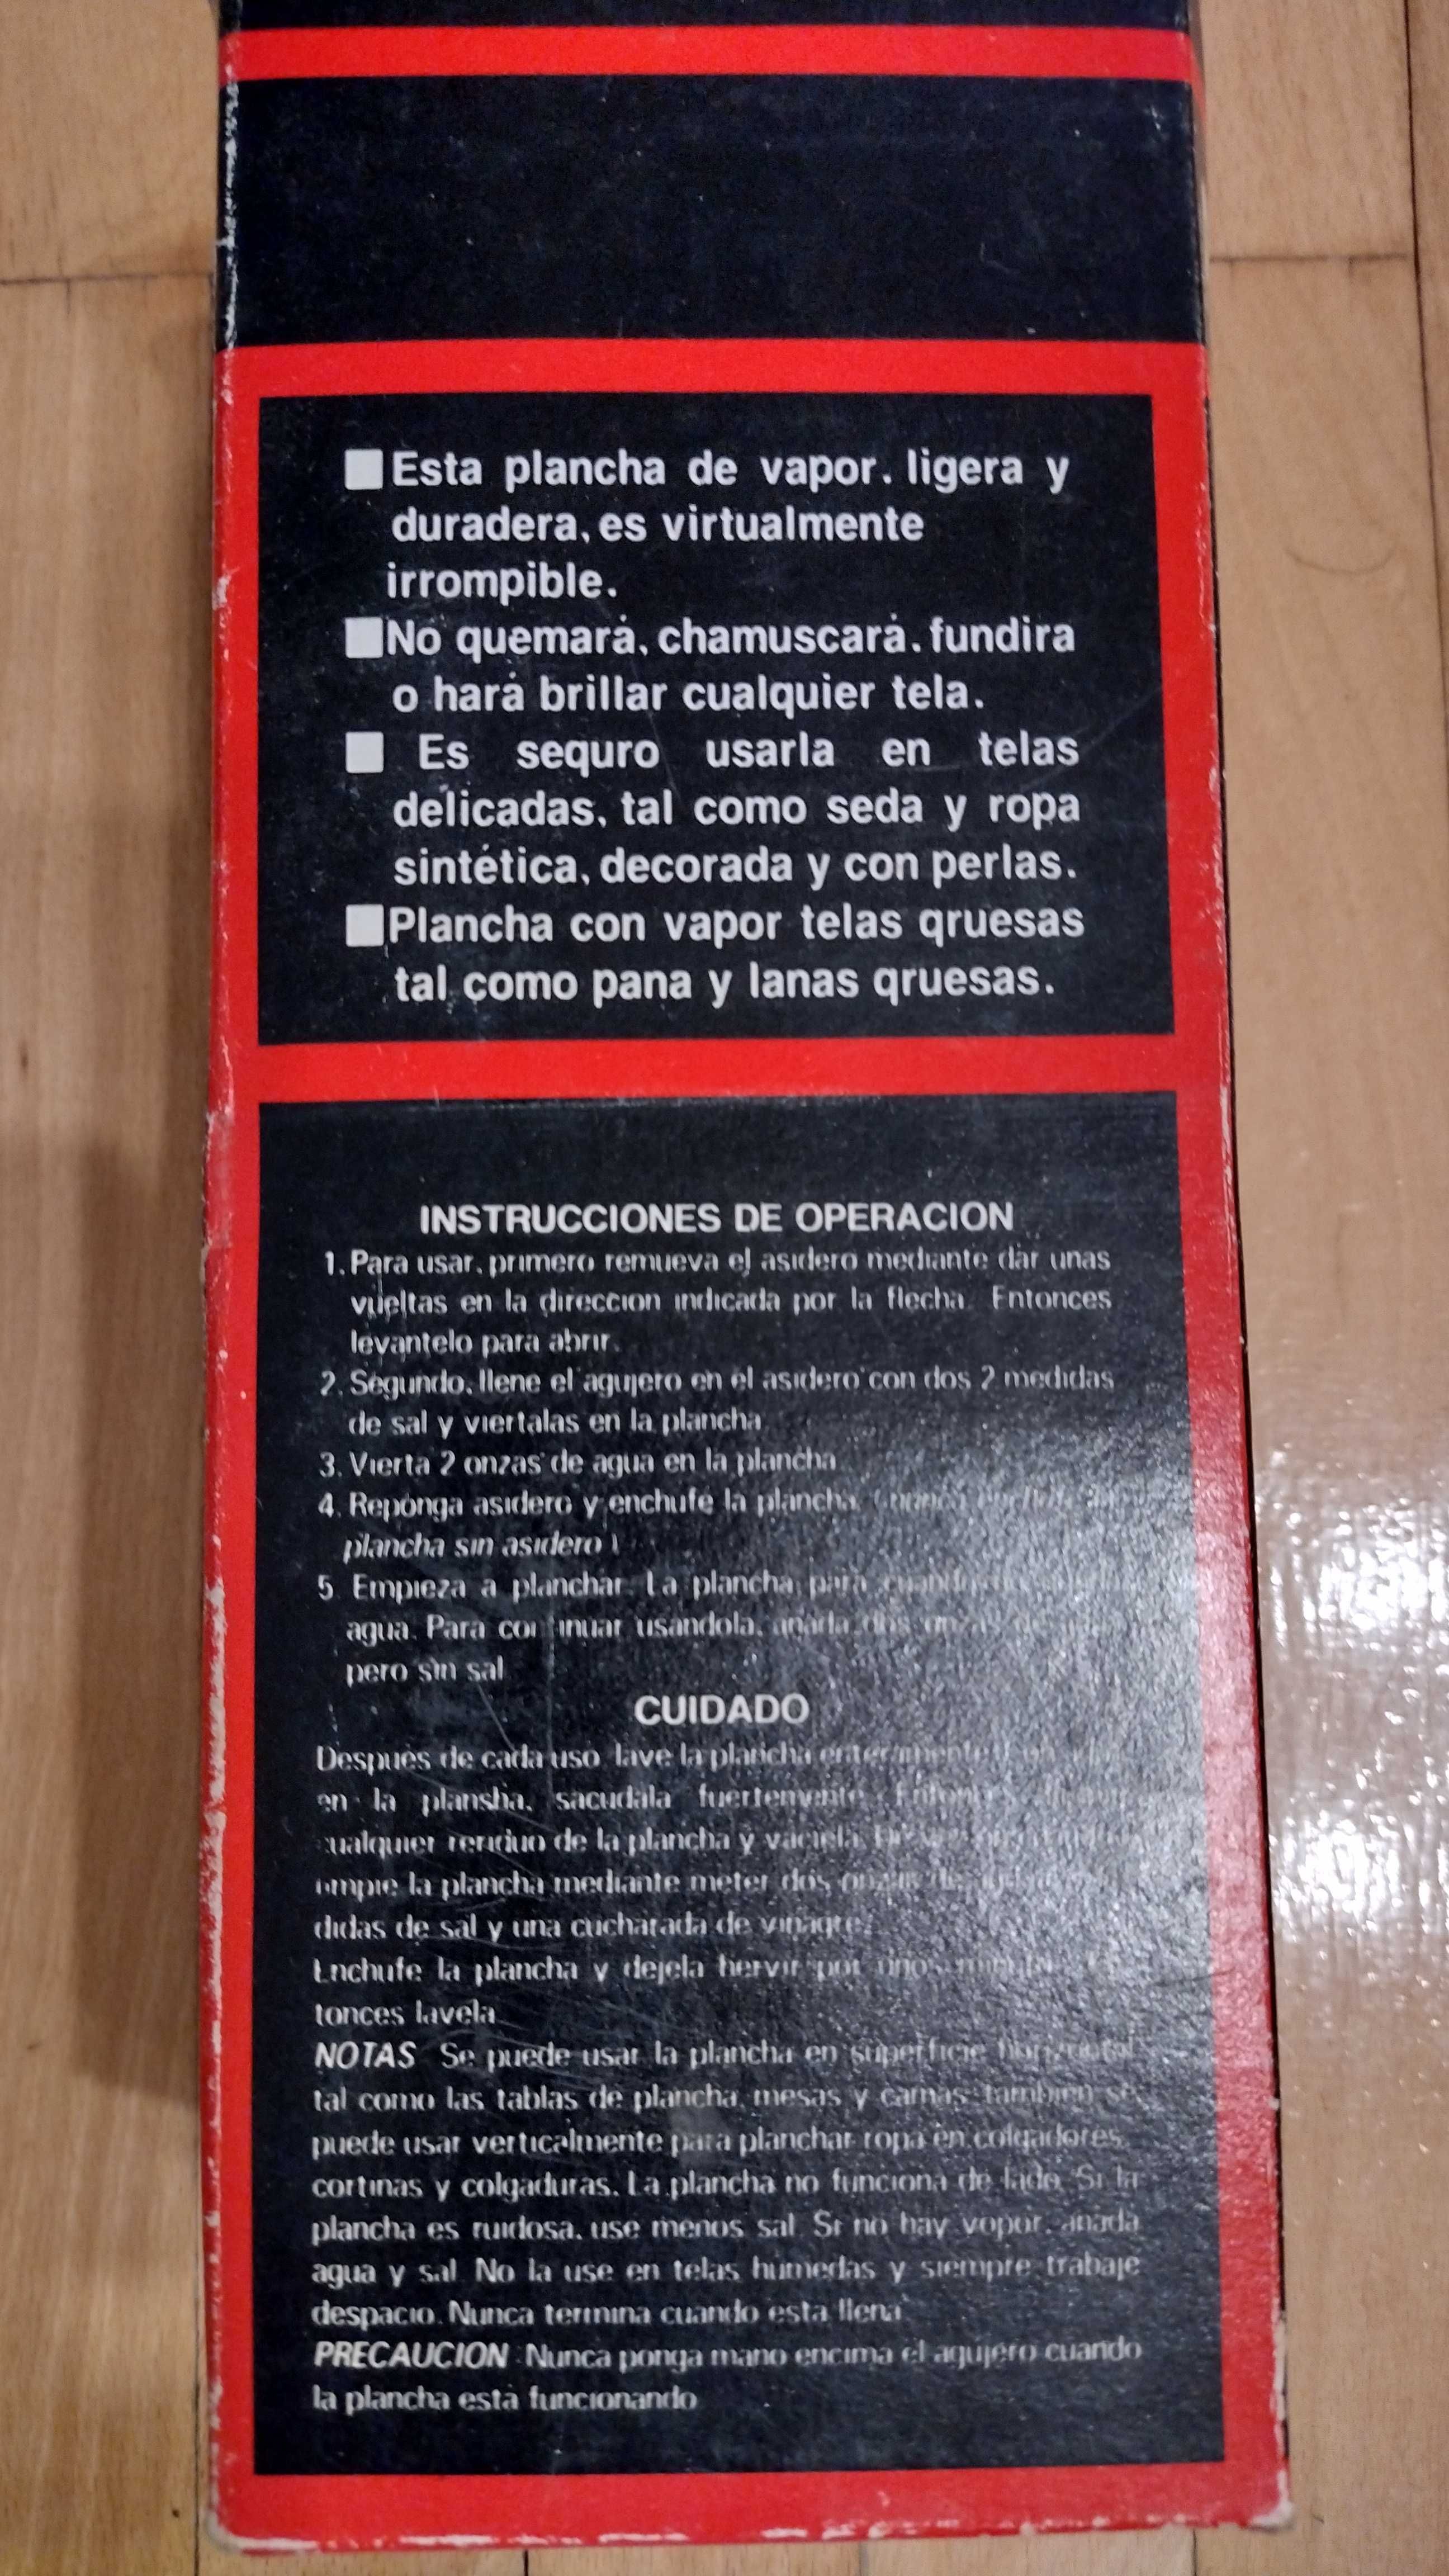 Esta plancha de vapor. ligera y
duradera, es virtualmente
irrompible.
No quemará, chamuscará. fundira
o hará brillar cualquier tela.
Es sequro usarla en telas
delicadas, tal como seda y ropa
sintética, decorada y con perlas.
Plancha con vapor telas qruesas
tal como pana y lanas qruesas.
INSTRUCCIONES DE OPERACION
1. Para usar, primero remueva el asidero mediante dar unas
vueltas en la direccion indicada por la flecha. Entonces
levantelo para abrir.
2. Segundo, llene el agujero en el asidero con dos 2 medidas
de sal y viertalas en la plancha
3. Vierta 2 onzas de agua en la plancha
4. Reponga asidero y enchufe la plancha.
plancha sin asidero )
5. Empieza a planchar. La plancha para
agua. Para continuar usandola, anada dos
pero sin sal
CUIDADO
Después de cada uso, lave la plancha
en la plansha, sacudala fuertemente
de la plancha y vaciela.
la plancha mediante meter dos onzas de
didas de sal y una cucharada de vinagre.
Enchufe la plancha y dejela hervir por unos
tonces lavela
NOTAS Se puede usar la plancha en superficie horizontal
tal como las tablas de plancha, mesas y camas tambien se
puede usar verticalmente para planchar ropa en colgadores,
cortinas y colgaduras. La plancha no funciona de lado. Si la
plancha es ruidosa, use menos sal. Si no hay vopor, anada
agua y sal. No la use en telas humedas y siempre trabaje
despacio. Nunca termina cuando esta llena
PRECAUCION Nunca ponga mano encima el agujero cuando
la plancha está funcionando